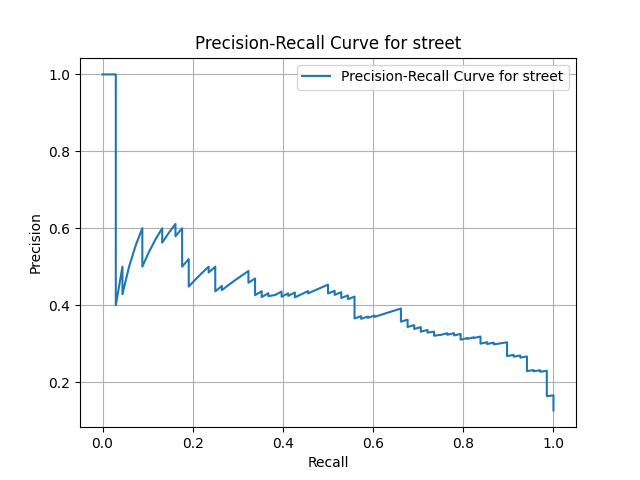 Precision-Recall Curve for street
Precision-Recall Curve for street
1.0
0.8
0.6
0.4
0.2
Precision
0.0 0.2 0.4 0.6 0.8 1.0
Recall